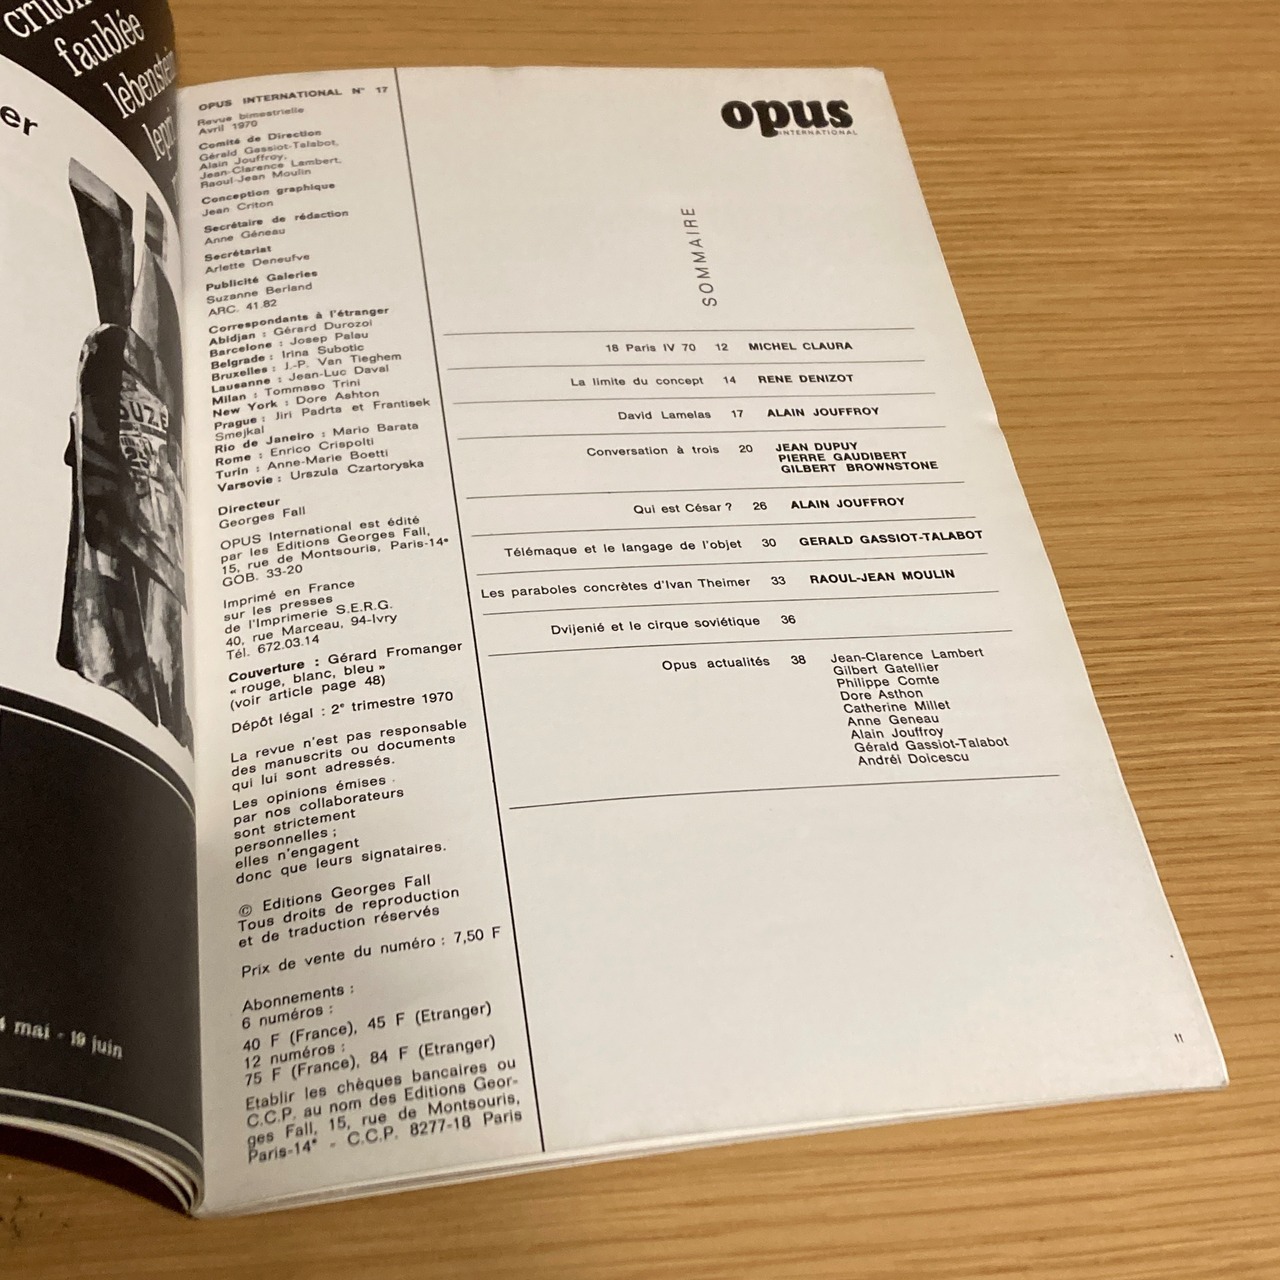 criton
faublée
lebenstein
er
4 mai - 19 juin
OPUS INTERNATIONAL N° 17
Revue bimestrielle
Avril 1970
Comité de Direction
Gérald Gassiot-Talabot,
Alain Jouffroy,
Jean-Clarence Lambert,
Raoul-Jean Moulin
Conception graphique
Jean Criton
Secrétaire de rédaction
Anne Géneau
Secrétariat
Arlette Deneufve
Publicité Galeries
Suzanne Berland
ARC. 41.82
Correspondants à l'étranger
Abidjan : Gérard Durozoi
Barcelone : Josep Palau
Belgrade : Irina Subotic
Bruxelles : J.-P. Van Tieghem
Lausanne : Jean-Luc Daval
Milan : Tommaso Trini
New York : Dore Ashton
Prague : Jiri Padrta et Frantisek
Smejkal
Rio de Janeiro : Mario Barata
Rome : Enrico Crispolti
Turin : Anne-Marie Boetti
Varsovie : Urszula Czartoryska
Directeur
Georges Fall
OPUS International est édité
par les Editions Georges Fall,
15, rue de Montsouris, Paris-14e
GOB. 33-20
Imprimé en France
sur les presses
de l'Imprimerie S.E.R.G.
40, rue Marceau, 94-Ivry
Tél. 672.03.14
Couverture : Gérard Fromanger
« rouge, blanc, bleu »
(voir article page 48)
Dépôt légal : 2e trimestre 1970
La revue n'est pas responsable
des manuscrits ou documents
qui lui sont adressés.
Les opinions émises
par nos collaborateurs
sont strictement
personnelles ;
elles n'engagent
donc que leurs signataires.
© Editions Georges Fall
Tous droits de reproduction
et de traduction réservés
Prix de vente du numéro : 7,50 F
Abonnements :
6 numéros :
40 F (France), 45 F (Etranger)
12 numéros :
75 F (France), 84 F (Etranger)
Etablir les chèques bancaires ou
C.C.P. au nom des Editions Geor-
ges Fall, 15, rue de Montsouris,
Paris-14e - C.C.P. 8277-18 Paris
opus
INTERNATIONAL
SOMMAIRE
18 Paris IV 70 12 MICHEL CLAURA
La limite du concept 14 RENE DENIZOT
David Lamelas 17 ALAIN JOUFFROY
Conversation à trois 20 JEAN DUPUY
PIERRE GAUDIBERT
GILBERT BROWNSTONE
Qui est César ? 26 ALAIN JOUFFROY
Télémaque et le langage de l'objet 30 GERALD GASSIOT-TALABOT
Les paraboles concrètes d'Ivan Theimer 33 RAOUL-JEAN MOULIN
Dvijenié et le cirque soviétique 36
Opus actualités 38 Jean-Clarence Lambert
Gilbert Gatellier
Philippe Comte
Dore Asthon
Catherine Millet
Anne Geneau
Alain Jouffroy
Gérald Gassiot-Talabot
Andréi Doicescu
11